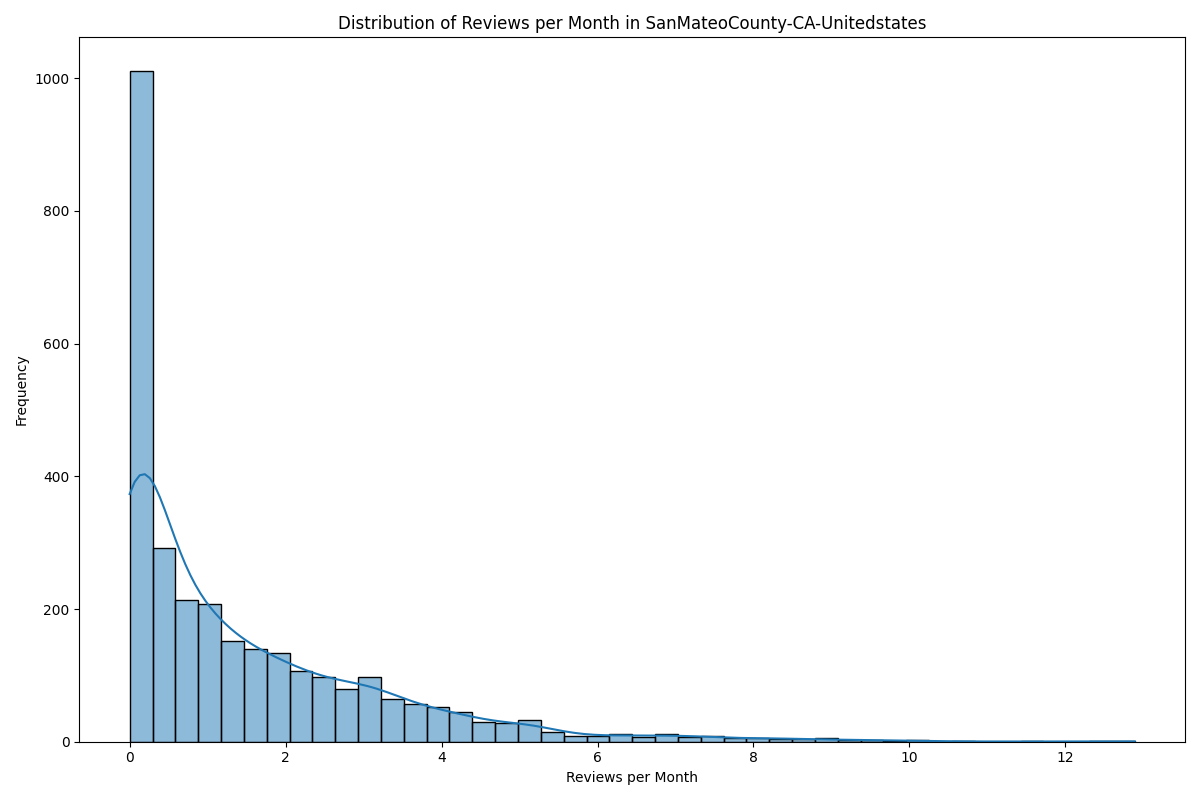 Distribution of Reviews per Month in SanMateoCounty-CA-Unitedstates
1000
800
600
400
200
0
Frequency
0 2 4 6 8 10 12
Reviews per Month